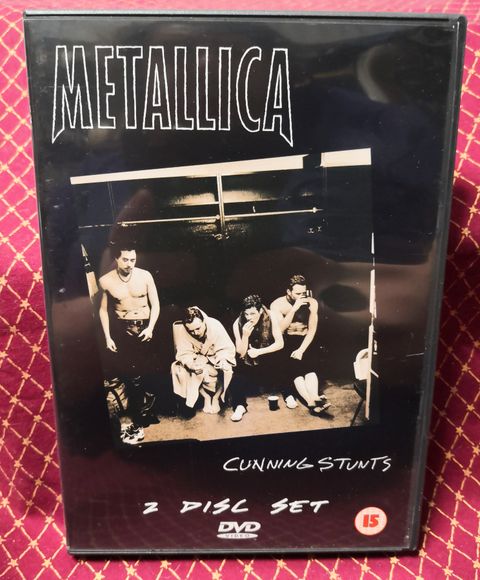 METALLICA
CUNNING STUNTS
2 DISC SET
DVD
VIDEO
15